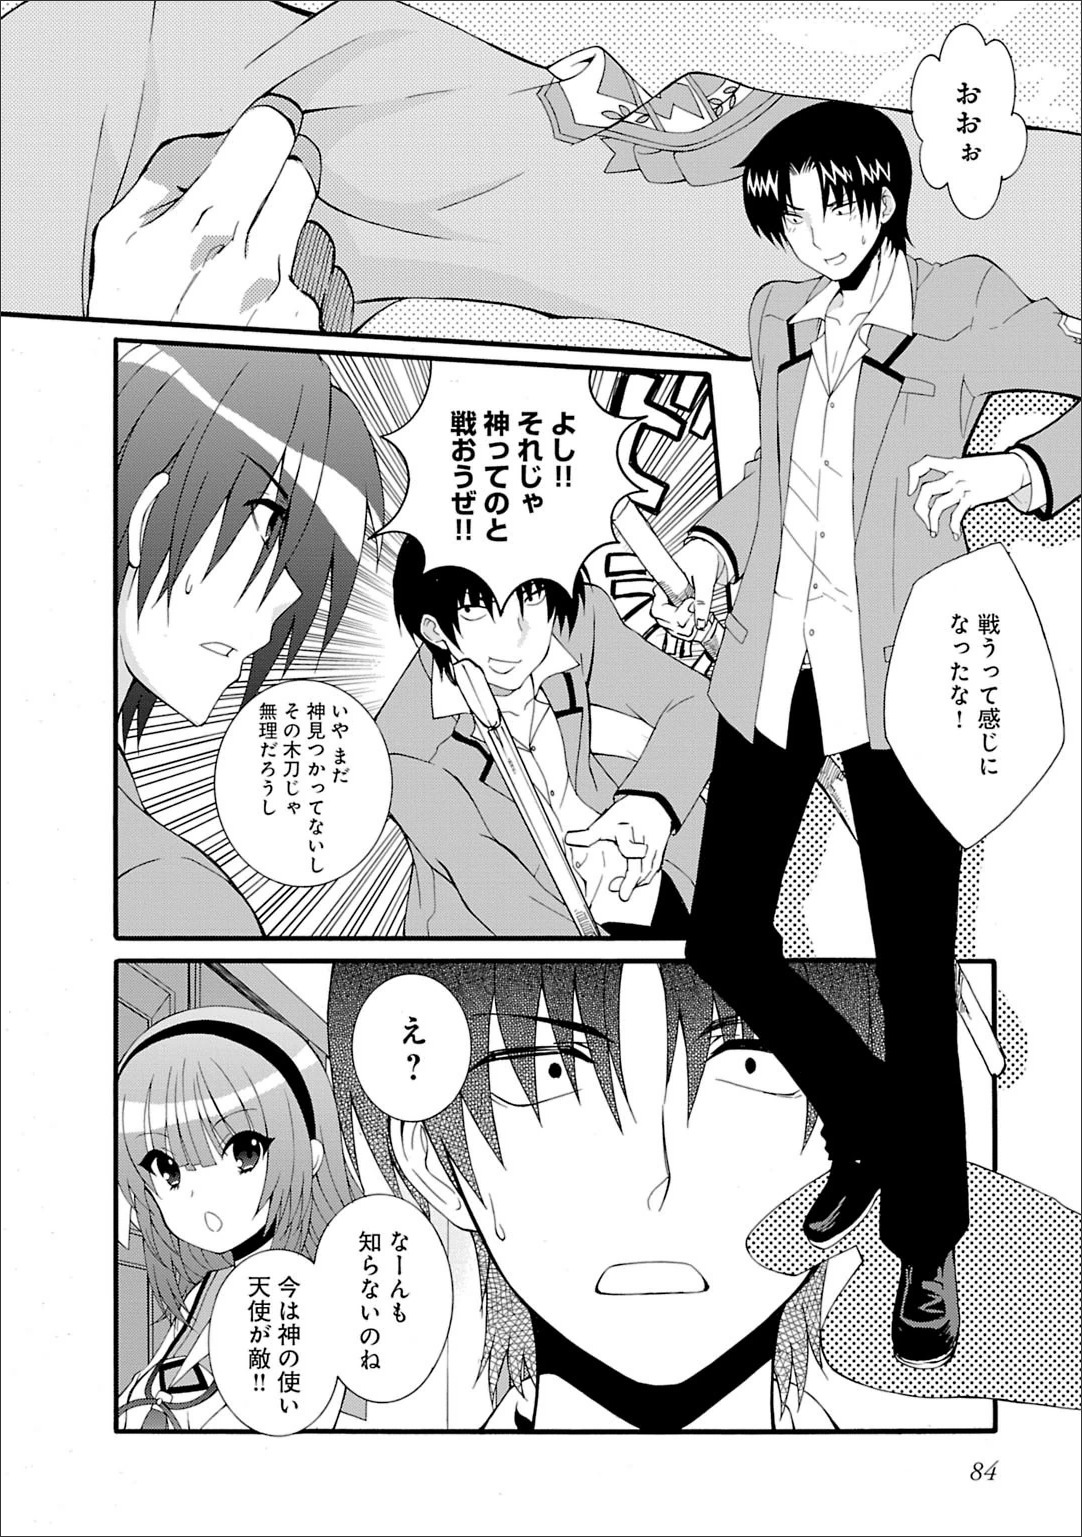 おおぉ
戦うって感じに
なったな！
よし!!
それじゃ
神ってのと
戦おうぜ!!
いや まだ
神見つかってないし
その木刀じゃ
無理だろうし
え？
なーんも
知らないのね
今は神の使い
天使が敵!!
84